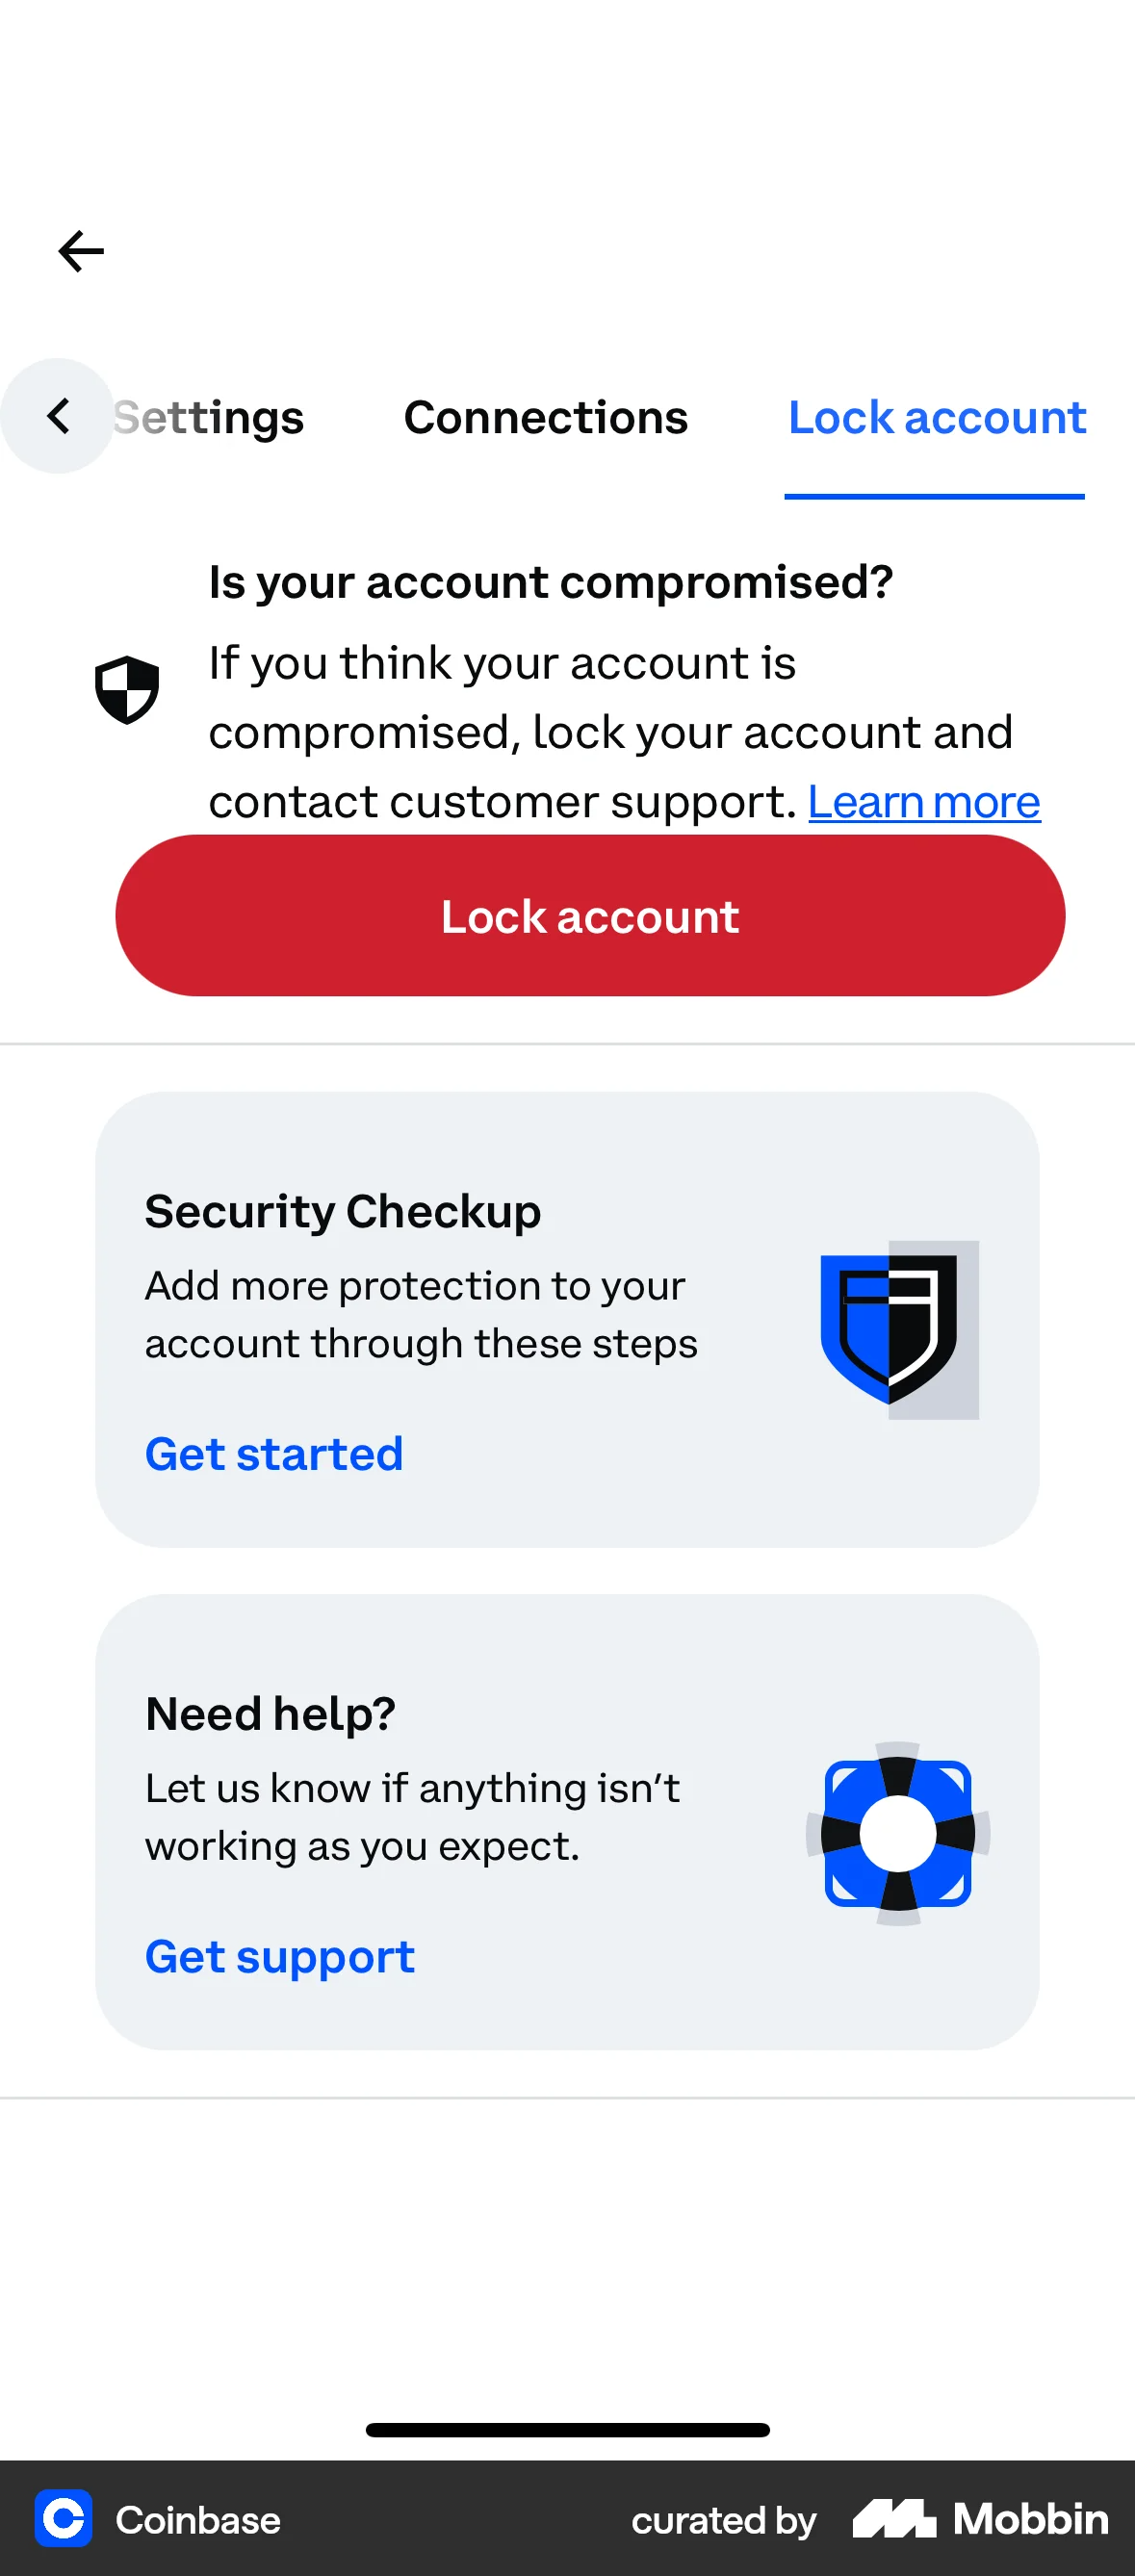 Settings Connections Lock account
Is your account compromised?
If you think your account is
compromised, lock your account and
contact customer support. Learn more
Lock account
Security Checkup
Add more protection to your
account through these steps
Get started
Need help?
Let us know if anything isn’t
working as you expect.
Get support
Coinbase curated by Mobbin